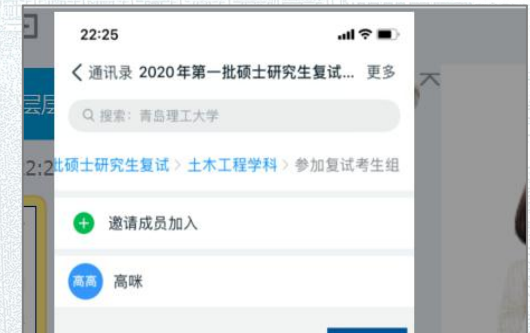 22:25
通讯录 2020年第一批硕士研究生复试... 更多
搜索：青岛理工大学
硕士研究生复试 > 土木工程学科 > 参加复试考生组
邀请成员加入
高高 高咪